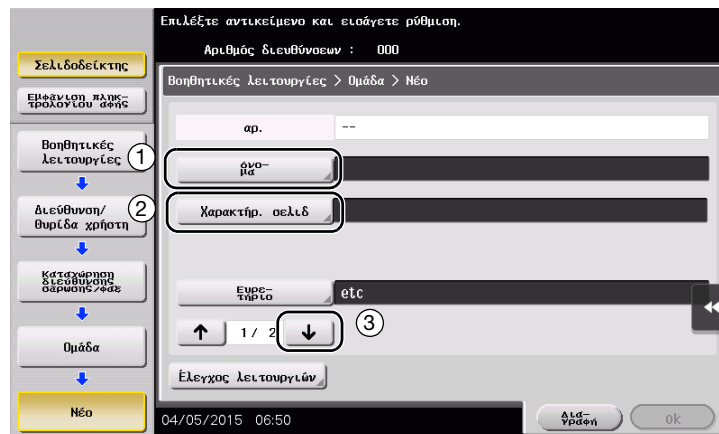 Επιλέξτε αντικείμενο και εισάγετε ρύθμιση.
Αριθμός διευθύνσεων : 000
Σελιδοδείκτης
Εμφάνιση πληκ-
τρολογίου αφής
Βοηθητικές λειτουργίες > Ομάδα > Νέο
αρ.
--
Βοηθητικές
λειτουργίες
1
όνο-
μα
Διεύθυνση/
θυρίδα χρήστη
2
Χαρακτήρ. σελιδ
Καταχώρηση
διεύθυνσης
σάρωσης/φαξ
Ευρε-
τήριο
etc
↑ 1/ 2 ↓
3
Ομάδα
Έλεγχος λειτουργιών
Νέο
04/05/2015 06:50
Δια-
γραφή
ok